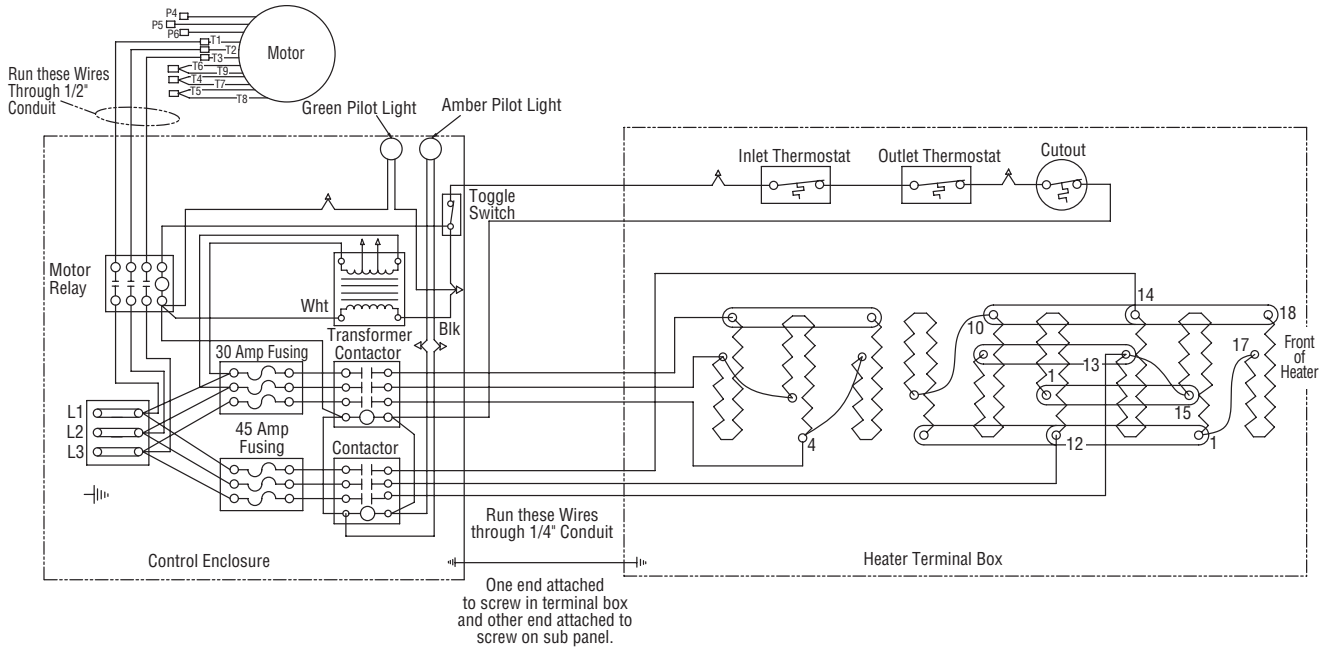 P4
P5
P6
T1
T2
T3
T6
T9
T4
T7
T5
T8
Motor
Run these Wires
Through 1/2"
Conduit
Green Pilot Light
Amber Pilot Light
Inlet Thermostat
Outlet Thermostat
Cutout
Toggle
Switch
Motor
Relay
Wht
Transformer
Blk
Contactor
30 Amp Fusing
L1
L2
L3
45 Amp
Fusing
Contactor
14
10
18
17
Front
of
Heater
13
1
15
4
12
1
Run these Wires
through 1/4" Conduit
Control Enclosure
Heater Terminal Box
One end attached
to screw in terminal box
and other end attached to
screw on sub panel.